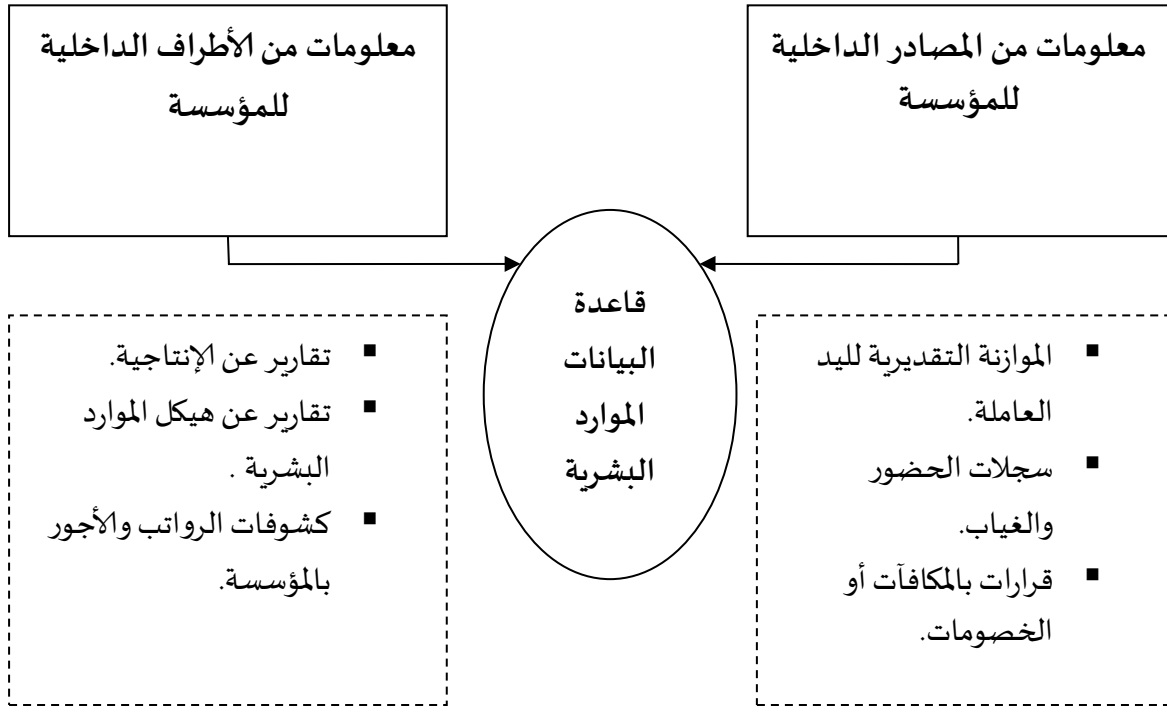 معلومات من المصادر الداخلية
للمؤسسة
معلومات من الأطراف الداخلية
للمؤسسة
قاعدة
البيانات
الموارد
البشرية
▪ الموازنة التقديرية لليد
العاملة.
▪ سجلات الحضور
والغياب.
▪ قرارات بالمكافآت أو
الخصومات.
▪ تقارير عن الإنتاجية.
▪ تقارير عن هيكل الموارد
البشرية .
▪ كشوفات الرواتب والأجور
بالمؤسسة.